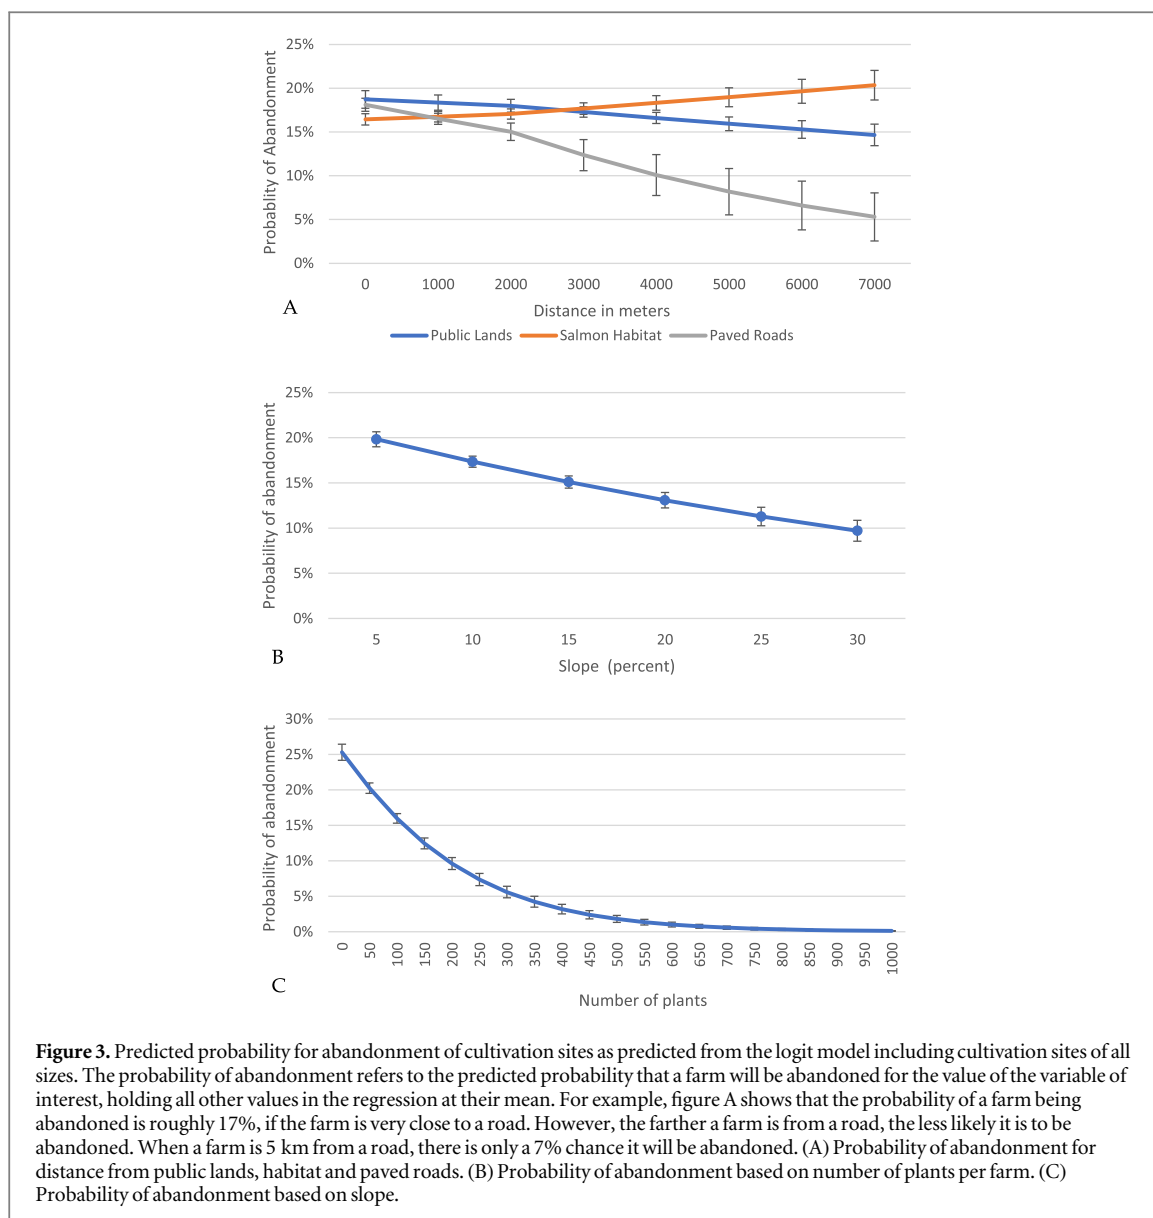 25%
20%
15%
10%
5%
0%
Probablity of Abandonment
0 1000 2000 3000 4000 5000 6000 7000
A
Distance in meters
Public Lands Salmon Habitat Paved Roads
25%
20%
15%
10%
5%
0%
Probability of abandonment
5 10 15 20 25 30
B
Slope (percent)
30%
25%
20%
15%
10%
5%
0%
Probability of abandonment
0 50 100 150 200 250 300 350 400 450 500 550 600 650 700 750 800 850 900 950 1000
C
Number of plants
Figure 3. Predicted probability for abandonment of cultivation sites as predicted from the logit model including cultivation sites of all
sizes. The probability of abandonment refers to the predicted probability that a farm will be abandoned for the value of the variable of
interest, holding all other values in the regression at their mean. For example, figure A shows that the probability of a farm being
abandoned is roughly 17%, if the farm is very close to a road. However, the farther a farm is from a road, the less likely it is to be
abandoned. When a farm is 5 km from a road, there is only a 7% chance it will be abandoned. (A) Probability of abandonment for
distance from public lands, habitat and paved roads. (B) Probability of abandonment based on number of plants per farm. (C)
Probability of abandonment based on slope.